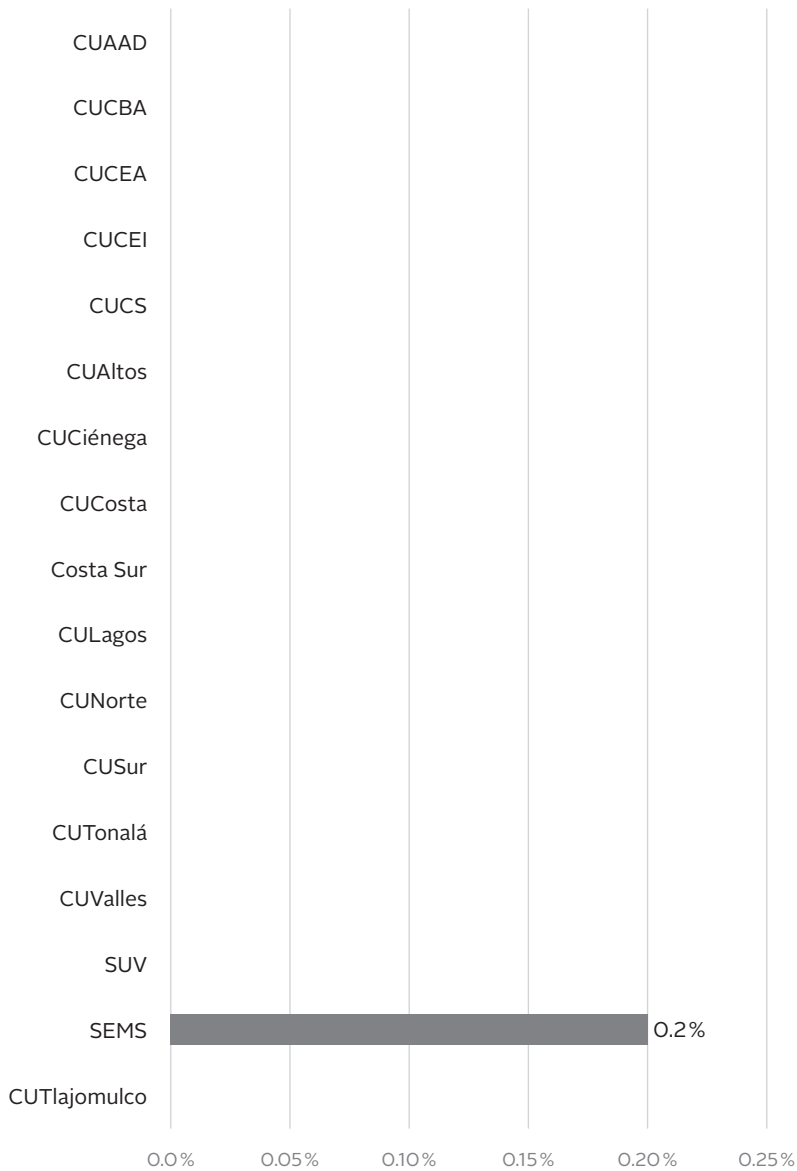 CUAAD
CUCBA
CUCEA
CUCEI
CUCS
CUAltos
CUCiénega
CUCosta
Costa Sur
CULagos
CUNorte
CUSur
CUTonalá
CUValles
SUV
SEMS 0.2%
CUTlajomulco
0.0% 0.05% 0.10% 0.15% 0.20% 0.25%